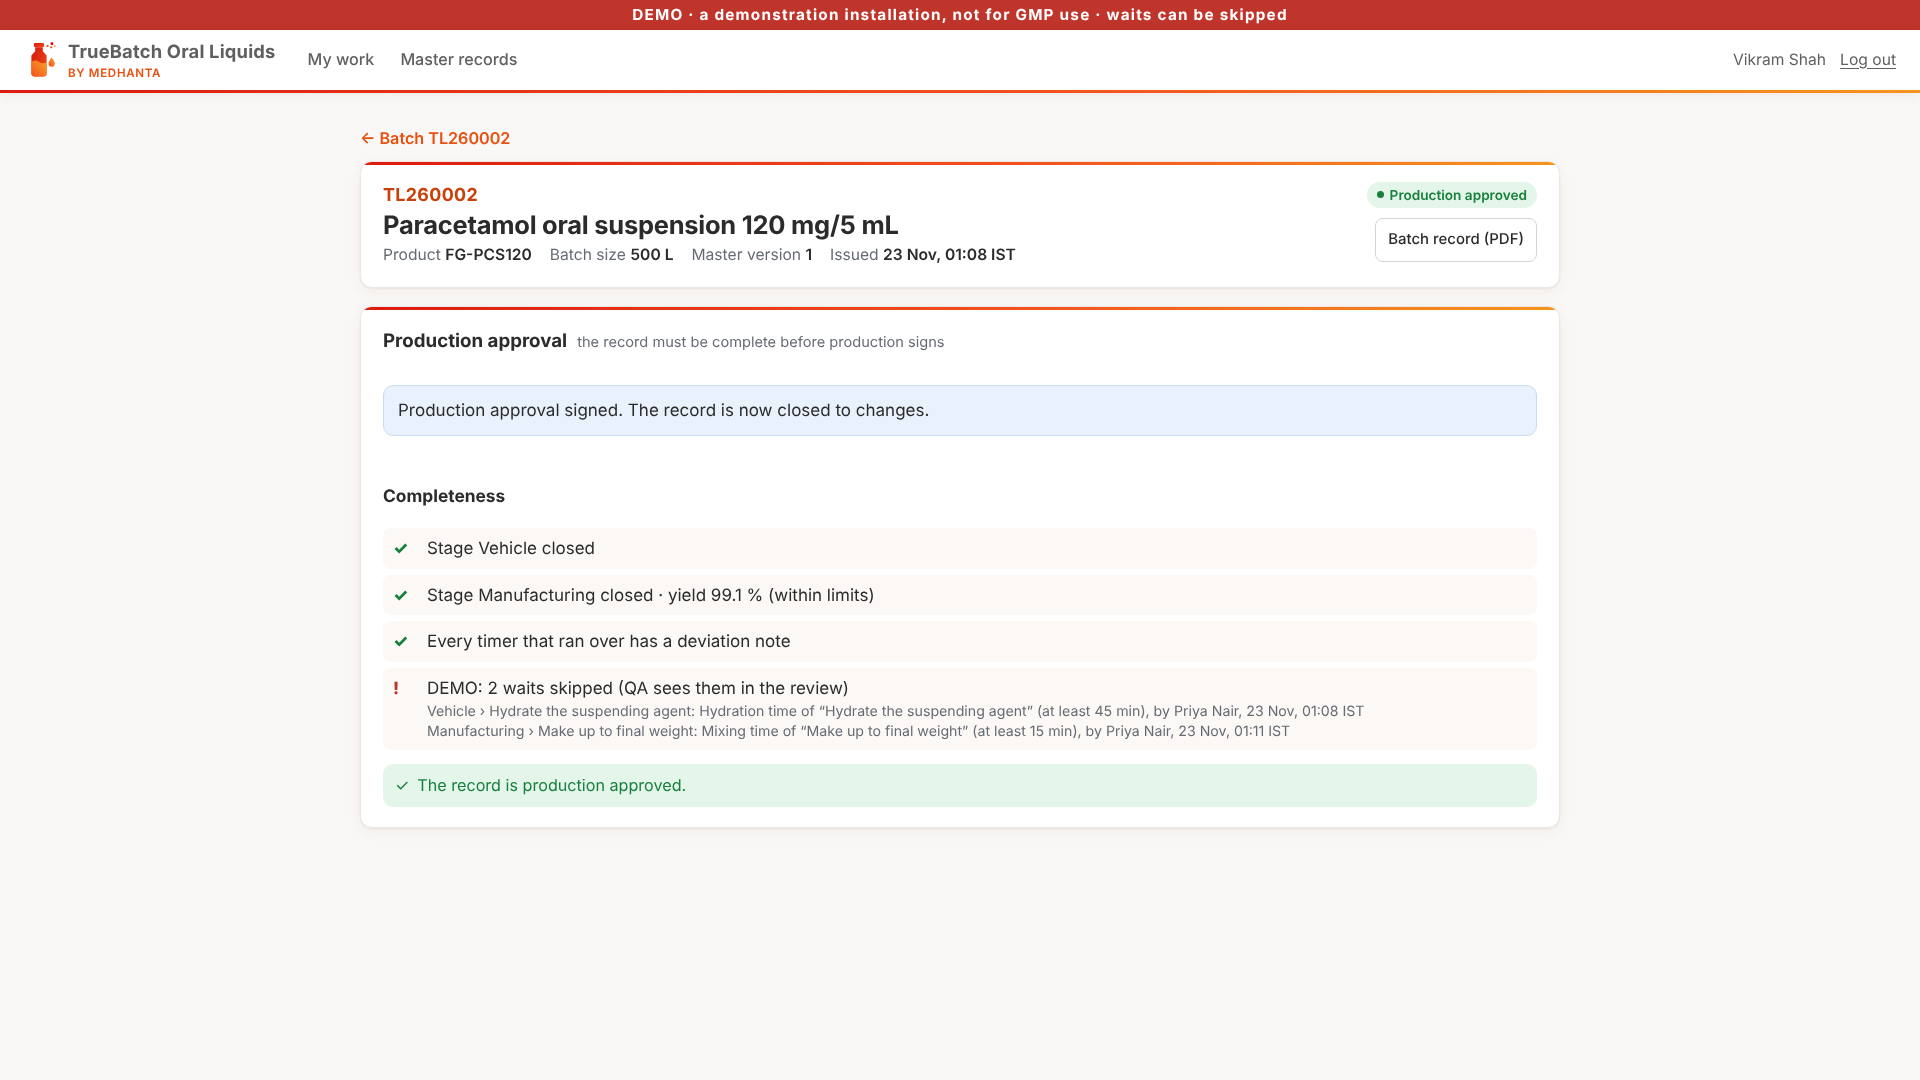 DEMO · a demonstration installation, not for GMP use · waits can be skipped
TrueBatch Oral Liquids
BY MEDHANTA
My work
Master records
Vikram Shah
Log out
← Batch TL260002
TL260002
Production approved
Paracetamol oral suspension 120 mg/5 mL
Batch record (PDF)
Product FG-PCS120 Batch size 500 L Master version 1 Issued 23 Nov, 01:08 IST
Production approval the record must be complete before production signs
Production approval signed. The record is now closed to changes.
Completeness
✔ Stage Vehicle closed
✔ Stage Manufacturing closed · yield 99.1 % (within limits)
✔ Every timer that ran over has a deviation note
! DEMO: 2 waits skipped (QA sees them in the review)
Vehicle › Hydrate the suspending agent: Hydration time of “Hydrate the suspending agent” (at least 45 min), by Priya Nair, 23 Nov, 01:08 IST
Manufacturing › Make up to final weight: Mixing time of “Make up to final weight” (at least 15 min), by Priya Nair, 23 Nov, 01:11 IST
✓ The record is production approved.